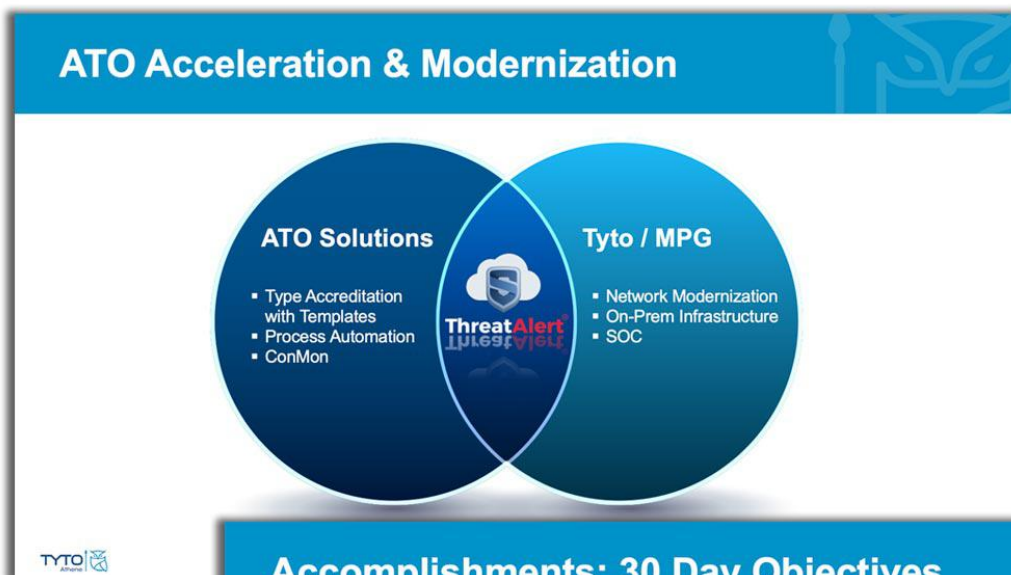 ATO Acceleration & Modernization
ATO Solutions
▪ Type Accreditation
with Templates
▪ Process Automation
▪ ConMon
ThreatAlert®
Tyto / MPG
▪ Network Modernization
▪ On-Prem Infrastructure
▪ SOC
TYTO
Athene
Accomplishments: 30 Day Objectives